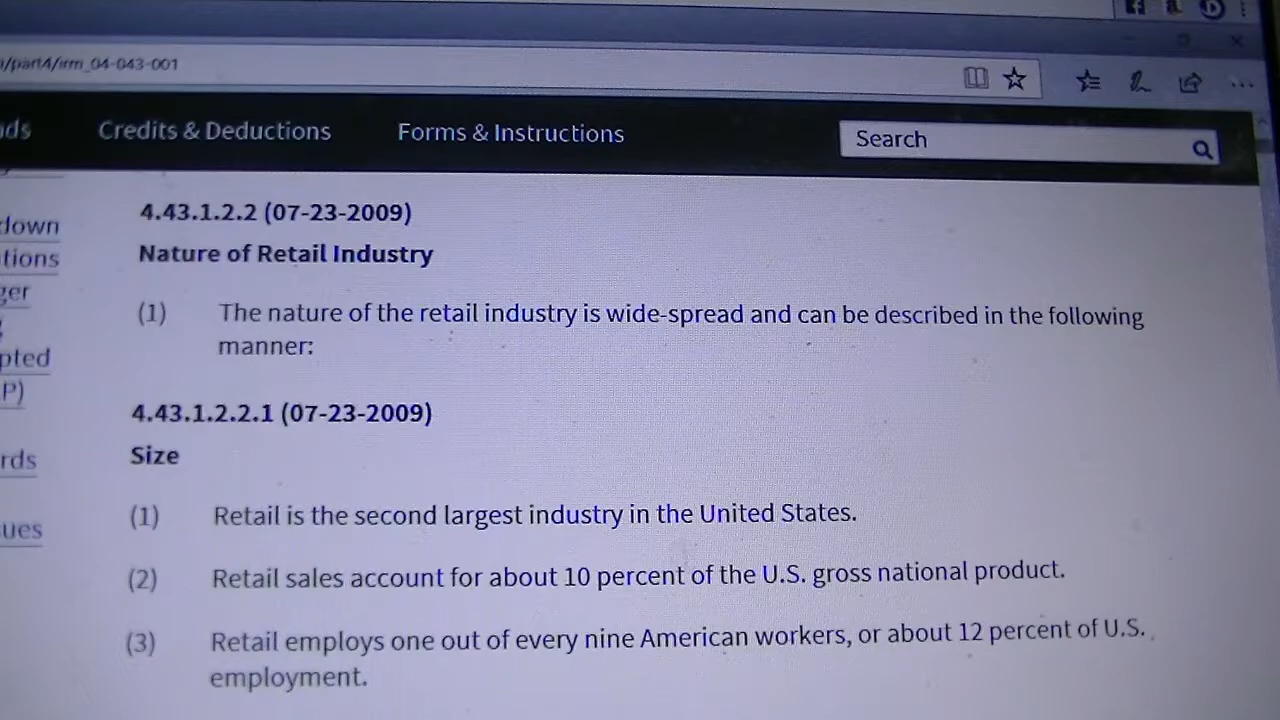 /part4/irm_04-043-001
Credits & Deductions
Forms & Instructions
Search
4.43.1.2.2 (07-23-2009)
Nature of Retail Industry
(1) The nature of the retail industry is wide-spread and can be described in the following
manner:
4.43.1.2.2.1 (07-23-2009)
Size
(1) Retail is the second largest industry in the United States.
(2) Retail sales account for about 10 percent of the U.S. gross national product.
(3) Retail employs one out of every nine American workers, or about 12 percent of U.S.
employment.
down
tions
ger
pted
P)
rds
ues